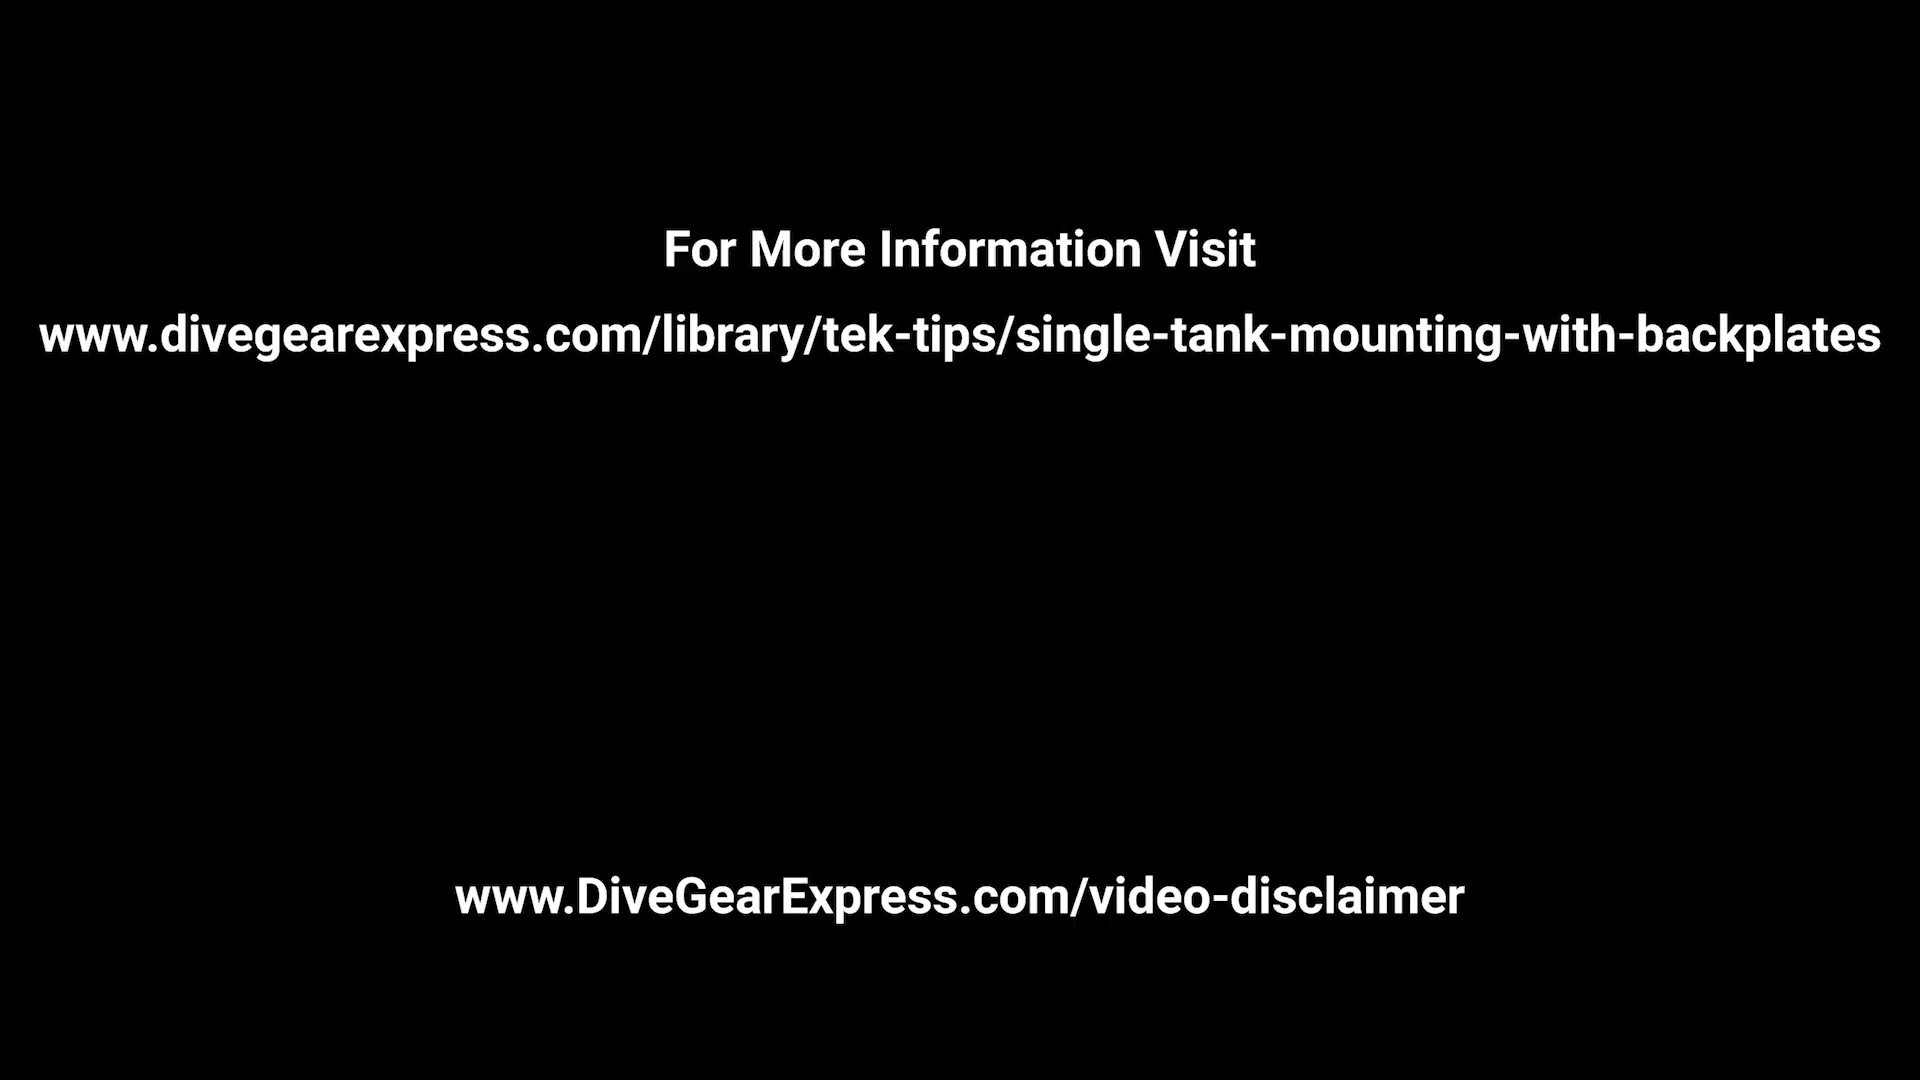 For More Information Visit
www.divegearexpress.com/library/tek-tips/single-tank-mounting-with-backplates
www.DiveGearExpress.com/video-disclaimer